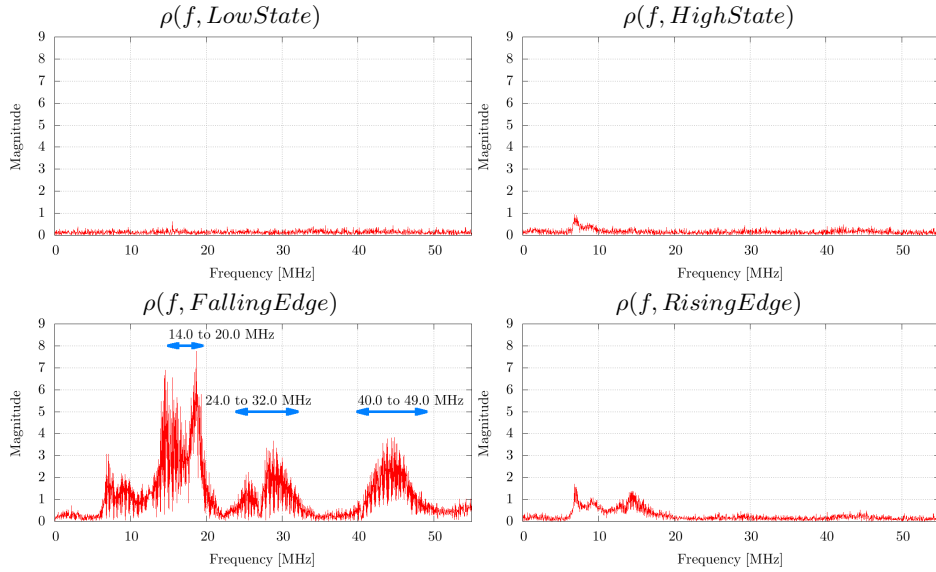 ρ(f, LowState)
9
8
7
6
5
4
3
2
1
0
0 10 20 30 40 50
Magnitude
Frequency [MHz]
ρ(f, HighState)
9
8
7
6
5
4
3
2
1
0
0 10 20 30 40 50
Magnitude
Frequency [MHz]
ρ(f, FallingEdge)
9
8
7
6
5
4
3
2
1
0
0 10 20 30 40 50
Magnitude
Frequency [MHz]
14.0 to 20.0 MHz
24.0 to 32.0 MHz
40.0 to 49.0 MHz
ρ(f, RisingEdge)
9
8
7
6
5
4
3
2
1
0
0 10 20 30 40 50
Magnitude
Frequency [MHz]